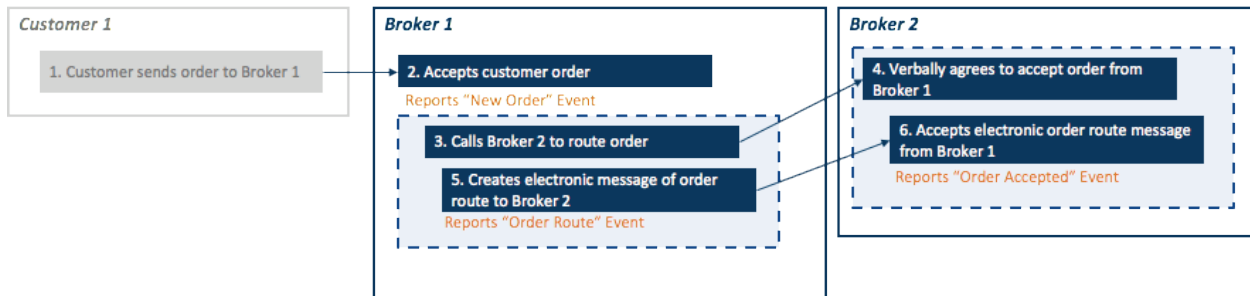 Customer 1
1. Customer sends order to Broker 1
Broker 1
2. Accepts customer order
Reports "New Order" Event
3. Calls Broker 2 to route order
5. Creates electronic message of order
route to Broker 2
Reports "Order Route" Event
Broker 2
4. Verbally agrees to accept order from
Broker 1
6. Accepts electronic order route message
from Broker 1
Reports "Order Accepted" Event